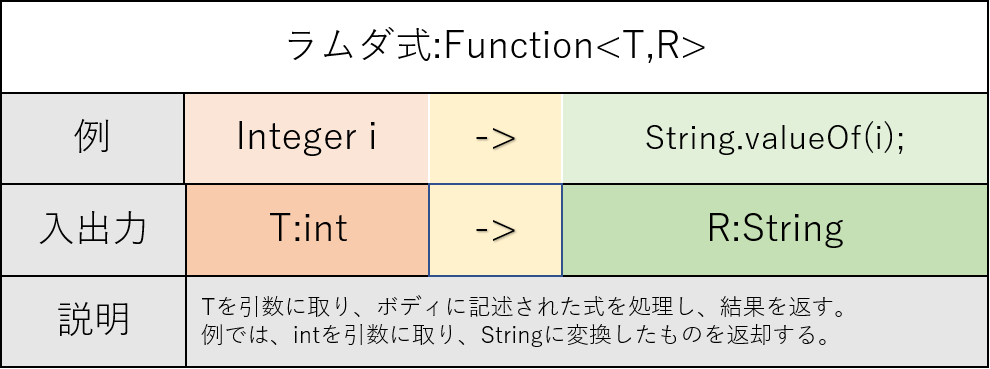 ラムダ式:Function<T,R>
例 Integer i -> String.valueOf(i);
入出力 T:int -> R:String
説明
Tを引数に取り、ボディに記述された式を処理し、結果を返す。
例では、intを引数に取り、Stringに変換したものを返却する。